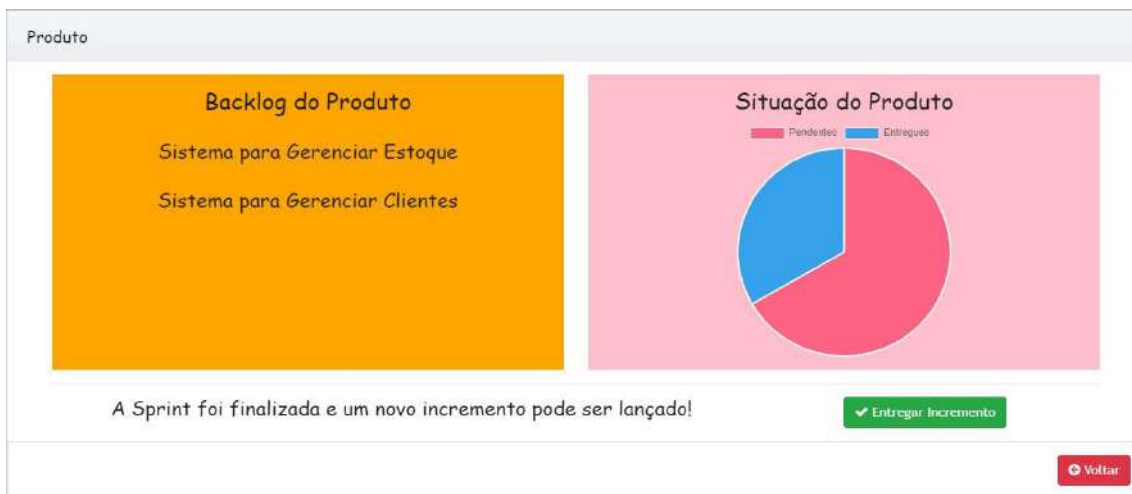 Produto
Backlog do Produto
Sistema para Gerenciar Estoque
Sistema para Gerenciar Clientes
Situação do Produto
Pendentes Entregues
A Sprint foi finalizada e um novo incremento pode ser lançado!
Entregar Incremento
Voltar